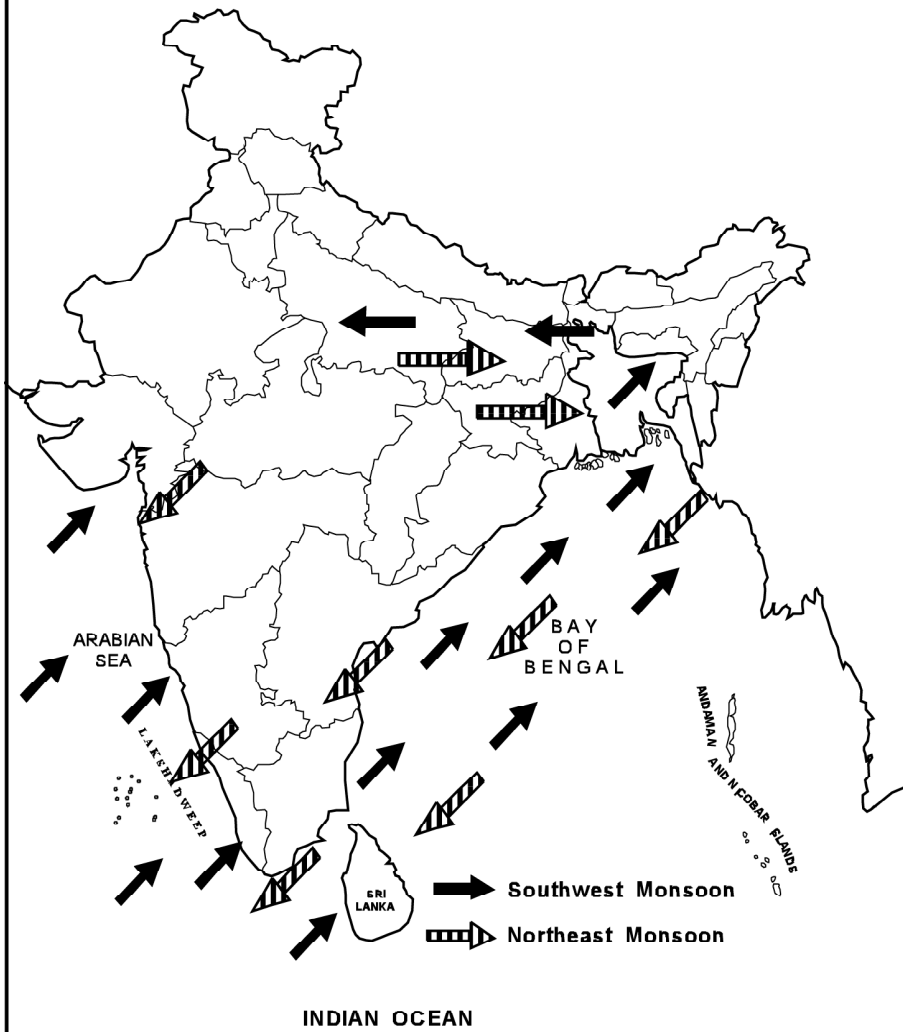 ARABIAN
SEA
BAY
OF
BENGAL
LAKSHADWEEP
ANDAMAN AND NICOBAR ISLANDS
SRI
LANKA
Southwest Monsoon
Northeast Monsoon
INDIAN OCEAN